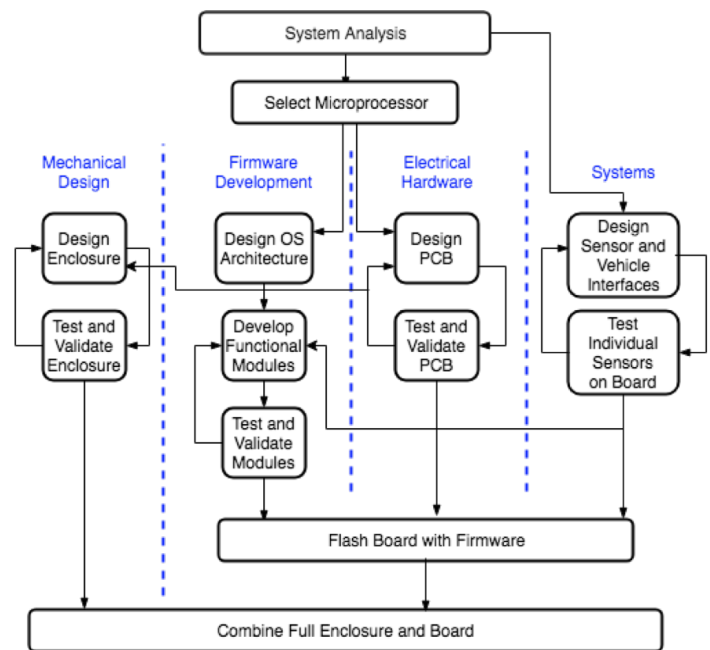 System Analysis
Select Microprocessor
Mechanical
Design
Firmware
Development
Electrical
Hardware
Systems
Design
Enclosure
Design OS
Architecture
Design
PCB
Design
Sensor and
Vehicle
Interfaces
Test and
Validate
Enclosure
Develop
Functional
Modules
Test and
Validate
PCB
Test
Individual
Sensors
on Board
Test and
Validate
Modules
Flash Board with Firmware
Combine Full Enclosure and Board